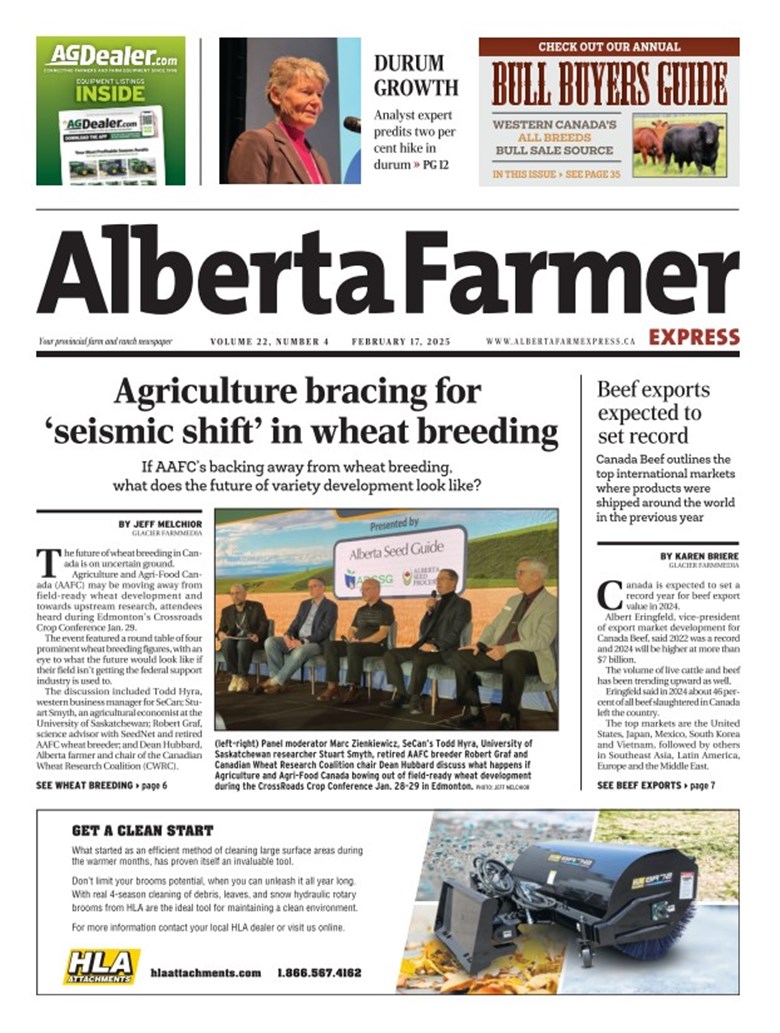 AGDealer.com
CONNECTING FARMERS AND FARM EQUIPMENT SINCE 1996
EQUIPMENT LISTINGS
INSIDE
AGDealer.com
DOWNLOAD THE APP
DURUM
GROWTH
Analyst expert
predits two per
cent hike in
durum » PG 12
CHECK OUT OUR ANNUAL
BULL BUYERS GUIDE
WESTERN CANADA'S
ALL BREEDS
BULL SALE SOURCE
IN THIS ISSUE › SEE PAGE 35
Alberta Farmer
EXPRESS
Your provincial farm and ranch newspaper
VOLUME 22, NUMBER 4
FEBRUARY 17, 2025
WWW.ALBERTAFARMEXPRESS.CA
Agriculture bracing for
‘seismic shift’ in wheat breeding
If AAFC's backing away from wheat breeding,
what does the future of variety development look like?
BY JEFF MELCHIOR
GLACIER FARMMEDIA
The future of wheat breeding in Can-
ada is on uncertain ground.
Agriculture and Agri-Food Can-
ada (AAFC) may be moving away from
field-ready wheat development and
towards upstream research, attendees
heard during Edmonton's Crossroads
Crop Conference Jan. 29.
The event featured a round table of four
prominent wheat breeding figures, with an
eye to what the future would look like if
their field isn't getting the federal support
industry is used to.
The discussion included Todd Hyra,
western business manager for SeCan; Stu-
art Smyth, an agricultural economist at the
University of Saskatchewan; Robert Graf,
science advisor with SeedNet and retired
AAFC wheat breeder; and Dean Hubbard,
Alberta farmer and chair of the Canadian
Wheat Research Coalition (CWRC).
SEE WHEAT BREEDING › page 6
Presented by
Alberta Seed Guide
ABCSG
ALBERTA
SEED
PROCESSORS
(left-right) Panel moderator Marc Zienkiewicz, SeCan's Todd Hyra, University of
Saskatchewan researcher Stuart Smyth, retired AAFC breeder Robert Graf and
Canadian Wheat Research Coalition chair Dean Hubbard discuss what happens if
Agriculture and Agri-Food Canada bowing out of field-ready wheat development
during the CrossRoads Crop Conference Jan. 28-29 in Edmonton. PHOTO: JEFF MELCHIOR
Beef exports
expected to
set record
Canada Beef outlines the
top international markets
where products were
shipped around the world
in the previous year
BY KAREN BRIERE
GLACIER FARMMEDIA
Canada is expected to set a
record year for beef export
value in 2024.
Albert Eringfeld, vice-president
of export market development for
Canada Beef, said 2022 was a record
and 2024 will be higher at more than
$7 billion.
The volume of live cattle and beef
has been trending upward as well.
Eringfeld said in 2024 about 46 per-
cent of all beef slaughtered in Canada
left the country.
The top markets are the United
States, Japan, Mexico, South Korea
and Vietnam, followed by others
in Southeast Asia, Latin America,
Europe and the Middle East.
SEE BEEF EXPORTS › page 7
GET A CLEAN START
What started as an efficient method of cleaning large surface areas during
the warmer months, has proven itself an invaluable tool.
Don't limit your brooms potential, when you can unleash it all year long.
With real 4-season cleaning of debris, leaves, and snow hydraulic rotary
brooms from HLA are the ideal tool for maintaining a clean environment.
For more information contact your local HLA dealer or visit us online.
HLA
ATTACHMENTS
hlaattachments.com
1.866.567.4162